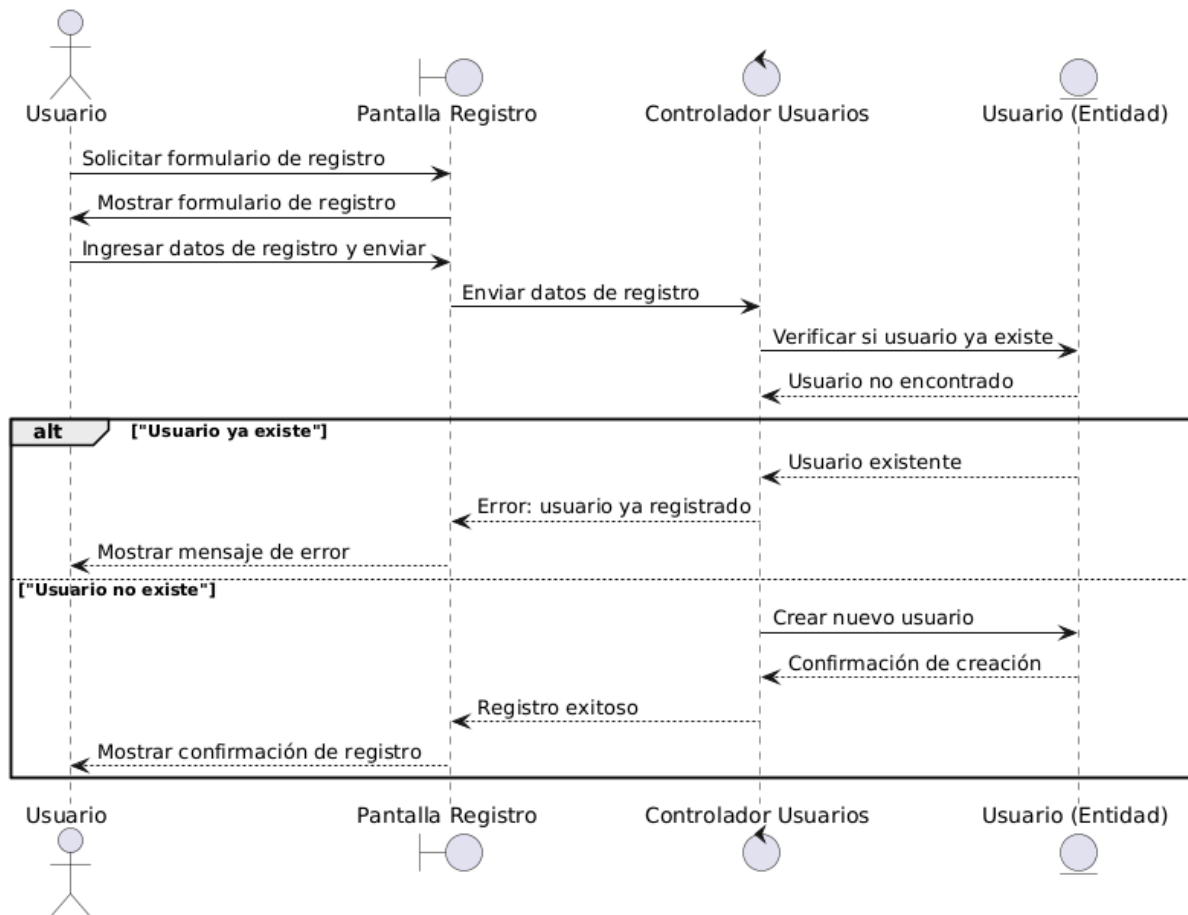 Usuario
Pantalla Registro
Controlador Usuarios
Usuario (Entidad)
Solicitar formulario de registro
Mostrar formulario de registro
Ingresar datos de registro y enviar
Enviar datos de registro
Verificar si usuario ya existe
Usuario no encontrado
alt
["Usuario ya existe"]
Usuario existente
Error: usuario ya registrado
Mostrar mensaje de error
["Usuario no existe"]
Crear nuevo usuario
Confirmación de creación
Registro exitoso
Mostrar confirmación de registro
Usuario
Pantalla Registro
Controlador Usuarios
Usuario (Entidad)